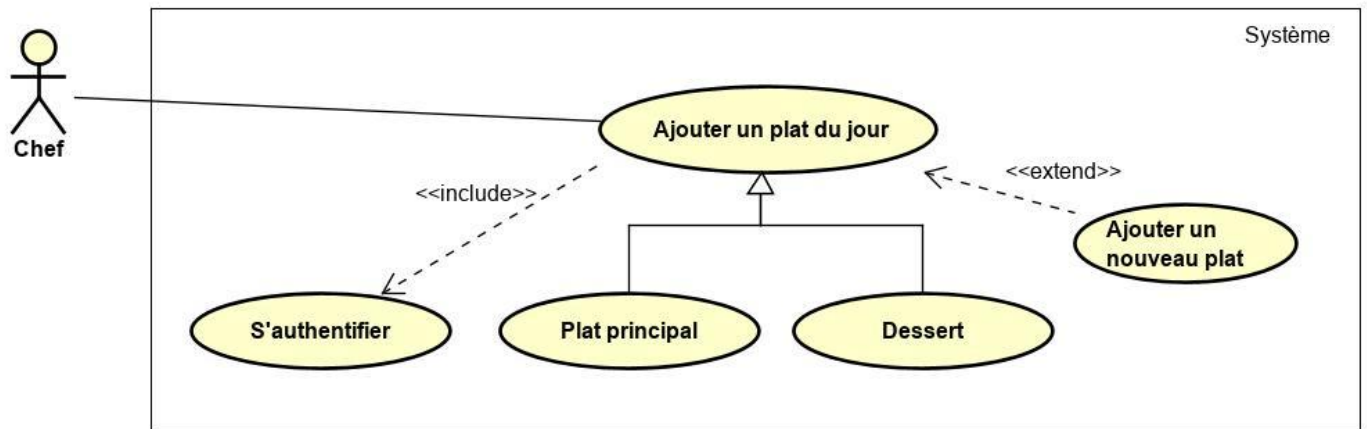 Système
Chef
Ajouter un plat du jour
<<include>>
<<extend>>
Ajouter un
nouveau plat
S'authentifier
Plat principal
Dessert